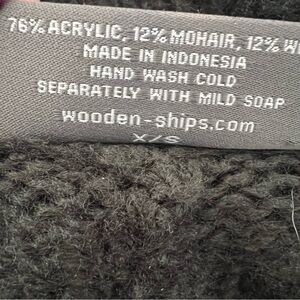 76% ACRYLIC, 12% MOHAIR, 12%
MADE IN INDONESIA
HAND WASH COLD
SEPARATELY WITH MILD SOAP
wooden-ships.com
X/S